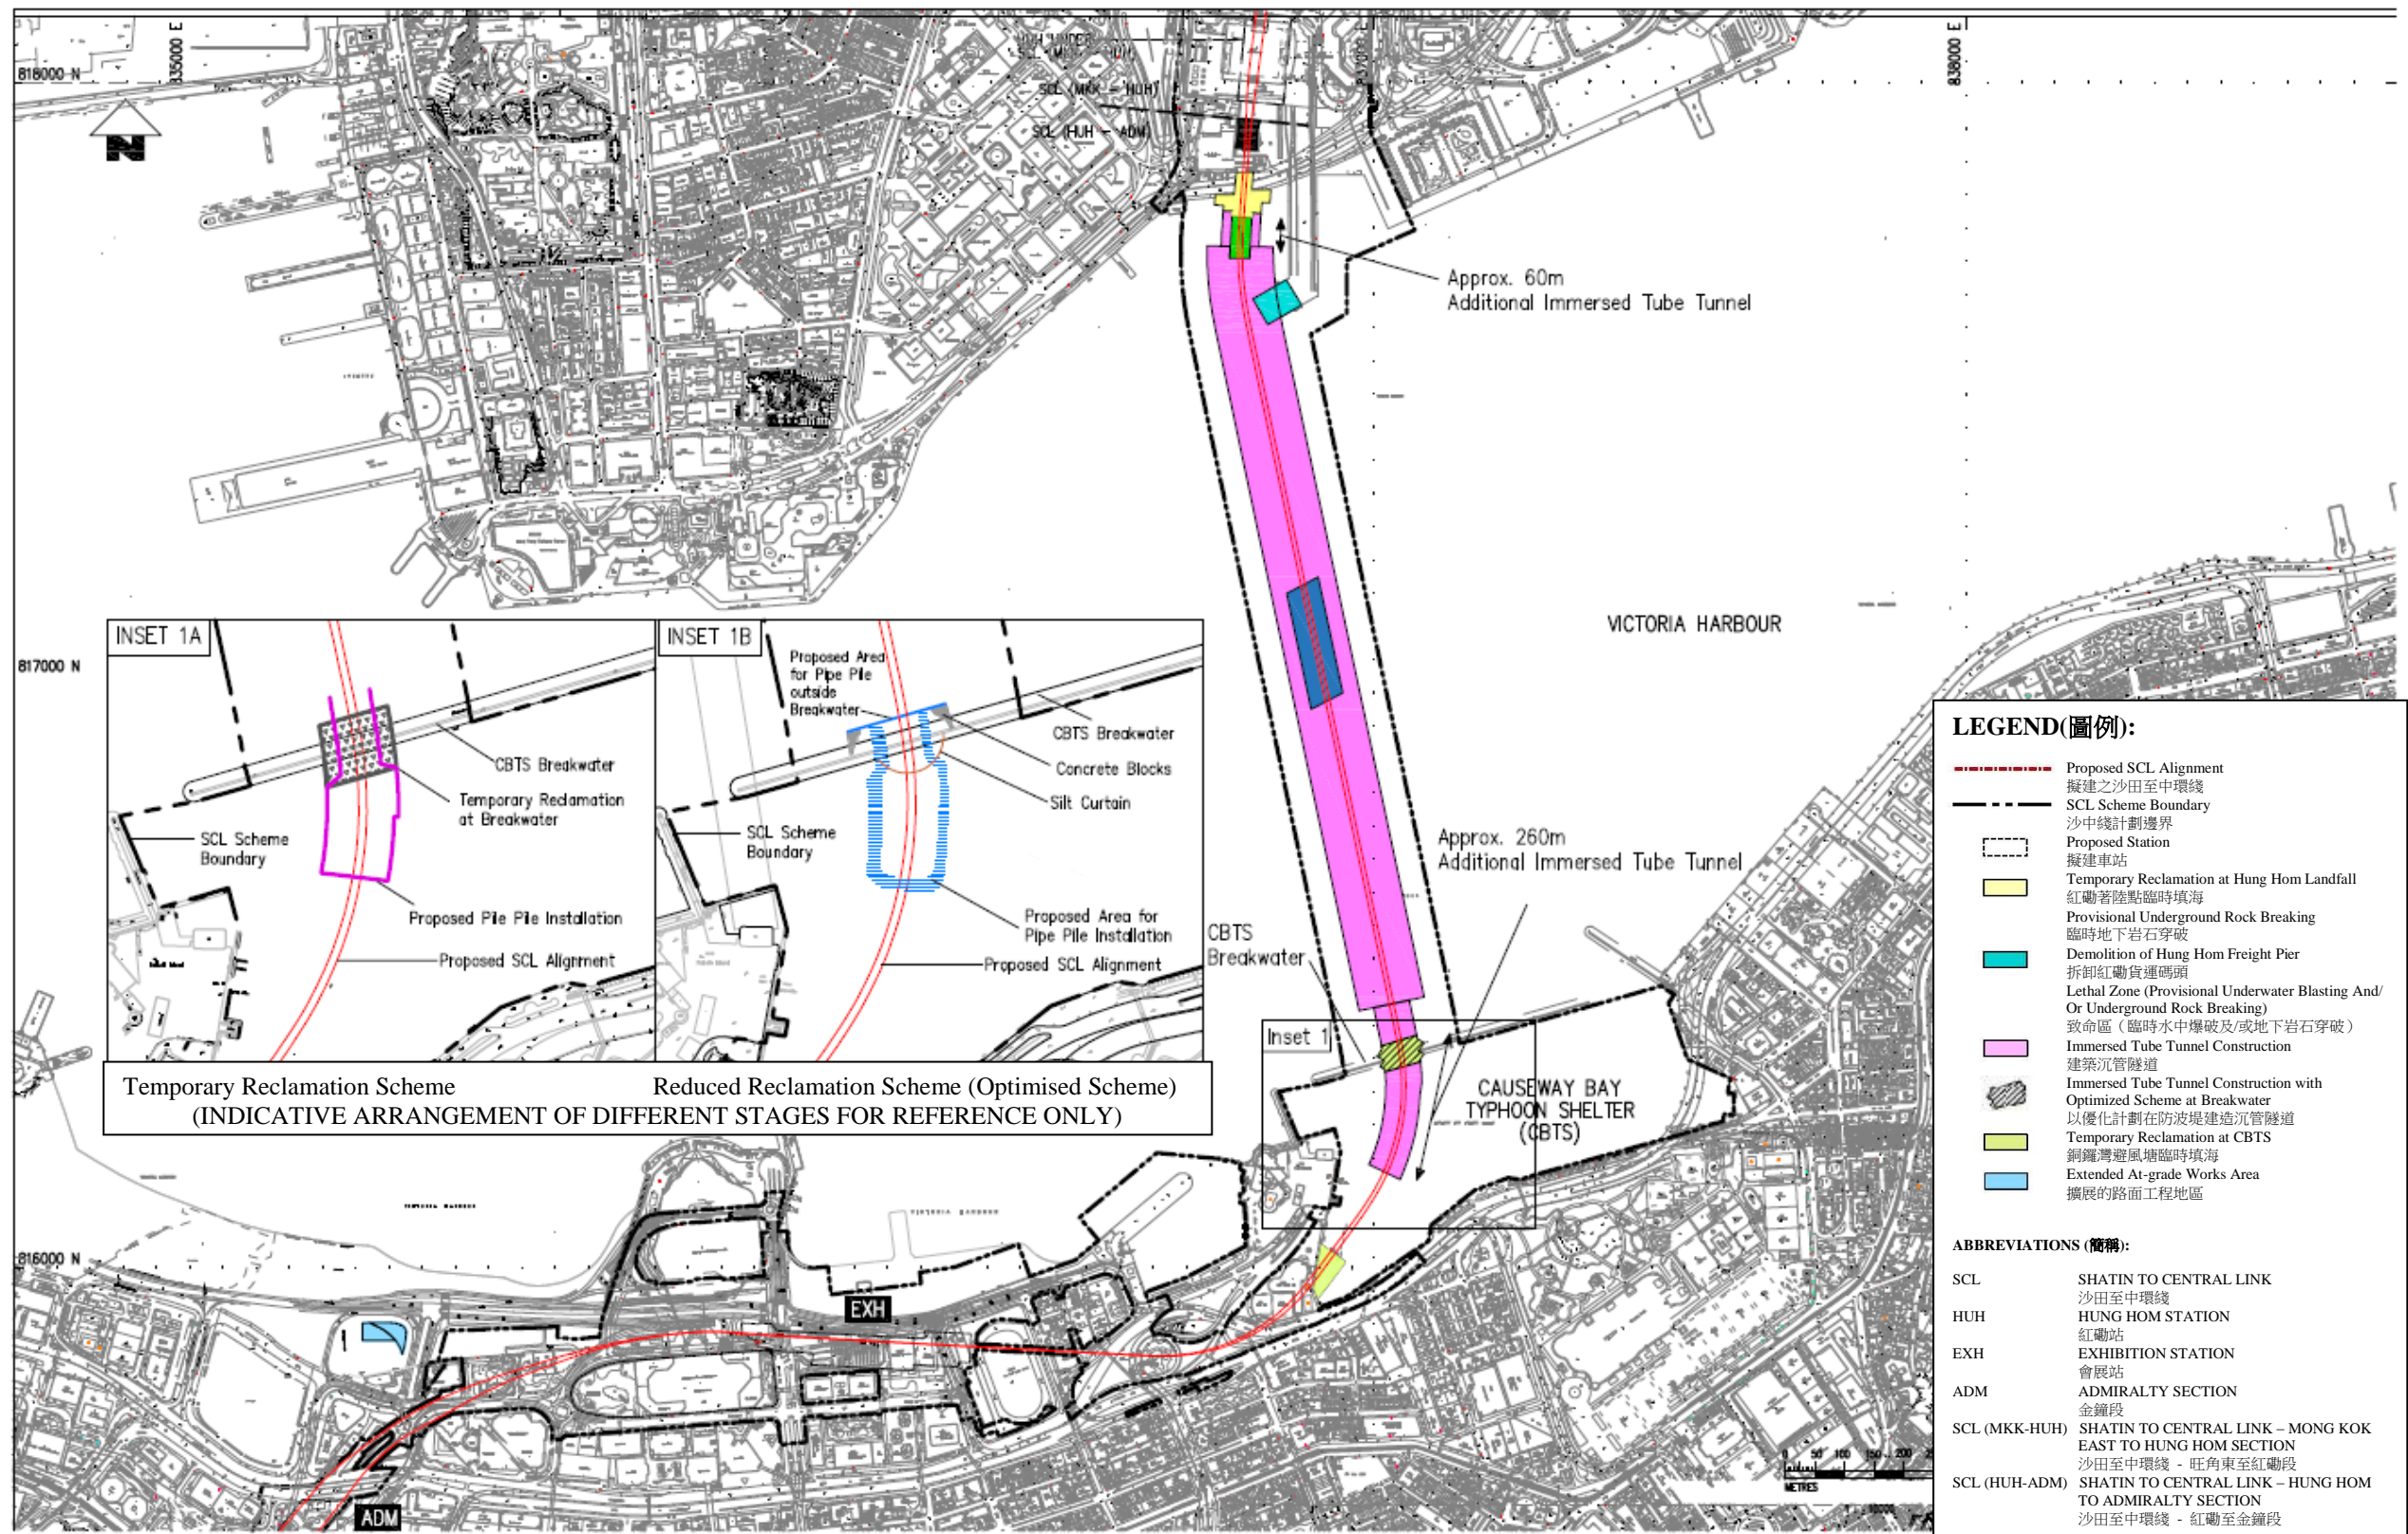 835000 E
837000 E
838000 E
818000 N
N
SCL (MKK – HUH)
SCL (HUH – ADM)
Approx. 60m
Additional Immersed Tube Tunnel
817000 N
VICTORIA HARBOUR
INSET 1A
CBTS Breakwater
Temporary Reclamation
at Breakwater
SCL Scheme
Boundary
Proposed Pile Pile Installation
Proposed SCL Alignment
INSET 1B
Proposed Area
for Pipe Pile
outside
Breakwater
CBTS Breakwater
Concrete Blocks
Silt Curtain
SCL Scheme
Boundary
Proposed Area for
Pipe Pile Installation
Proposed SCL Alignment
Temporary Reclamation Scheme
Reduced Reclamation Scheme (Optimised Scheme)
(INDICATIVE ARRANGEMENT OF DIFFERENT STAGES FOR REFERENCE ONLY)
Approx. 260m
Additional Immersed Tube Tunnel
CBTS
Breakwater
Inset 1
CAUSEWAY BAY
TYPHOON SHELTER
(CBTS)
816000 N
EXH
ADM
LEGEND(圖例):
Proposed SCL Alignment
擬建之沙田至中環綫
SCL Scheme Boundary
沙中綫計劃邊界
Proposed Station
擬建車站
Temporary Reclamation at Hung Hom Landfall
紅磡著陸點臨時填海
Provisional Underground Rock Breaking
臨時地下岩石穿破
Demolition of Hung Hom Freight Pier
拆卸紅磡貨運碼頭
Lethal Zone (Provisional Underwater Blasting And/
Or Underground Rock Breaking)
致命區（臨時水中爆破及/或地下岩石穿破）
Immersed Tube Tunnel Construction
建築沉管隧道
Immersed Tube Tunnel Construction with
Optimized Scheme at Breakwater
以優化計劃在防波堤建造沉管隧道
Temporary Reclamation at CBTS
銅鑼灣避風塘臨時填海
Extended At-grade Works Area
擴展的路面工程地區
ABBREVIATIONS (簡稱):
SCL SHATIN TO CENTRAL LINK
沙田至中環綫
HUH HUNG HOM STATION
紅磡站
EXH EXHIBITION STATION
會展站
ADM ADMIRALTY SECTION
金鐘段
SCL (MKK-HUH) SHATIN TO CENTRAL LINK – MONG KOK
EAST TO HUNG HOM SECTION
沙田至中環綫 - 旺角東至紅磡段
SCL (HUH-ADM) SHATIN TO CENTRAL LINK – HUNG HOM
TO ADMIRALTY SECTION
沙田至中環綫 - 紅磡至金鐘段
0 50 100 150 200
METRES